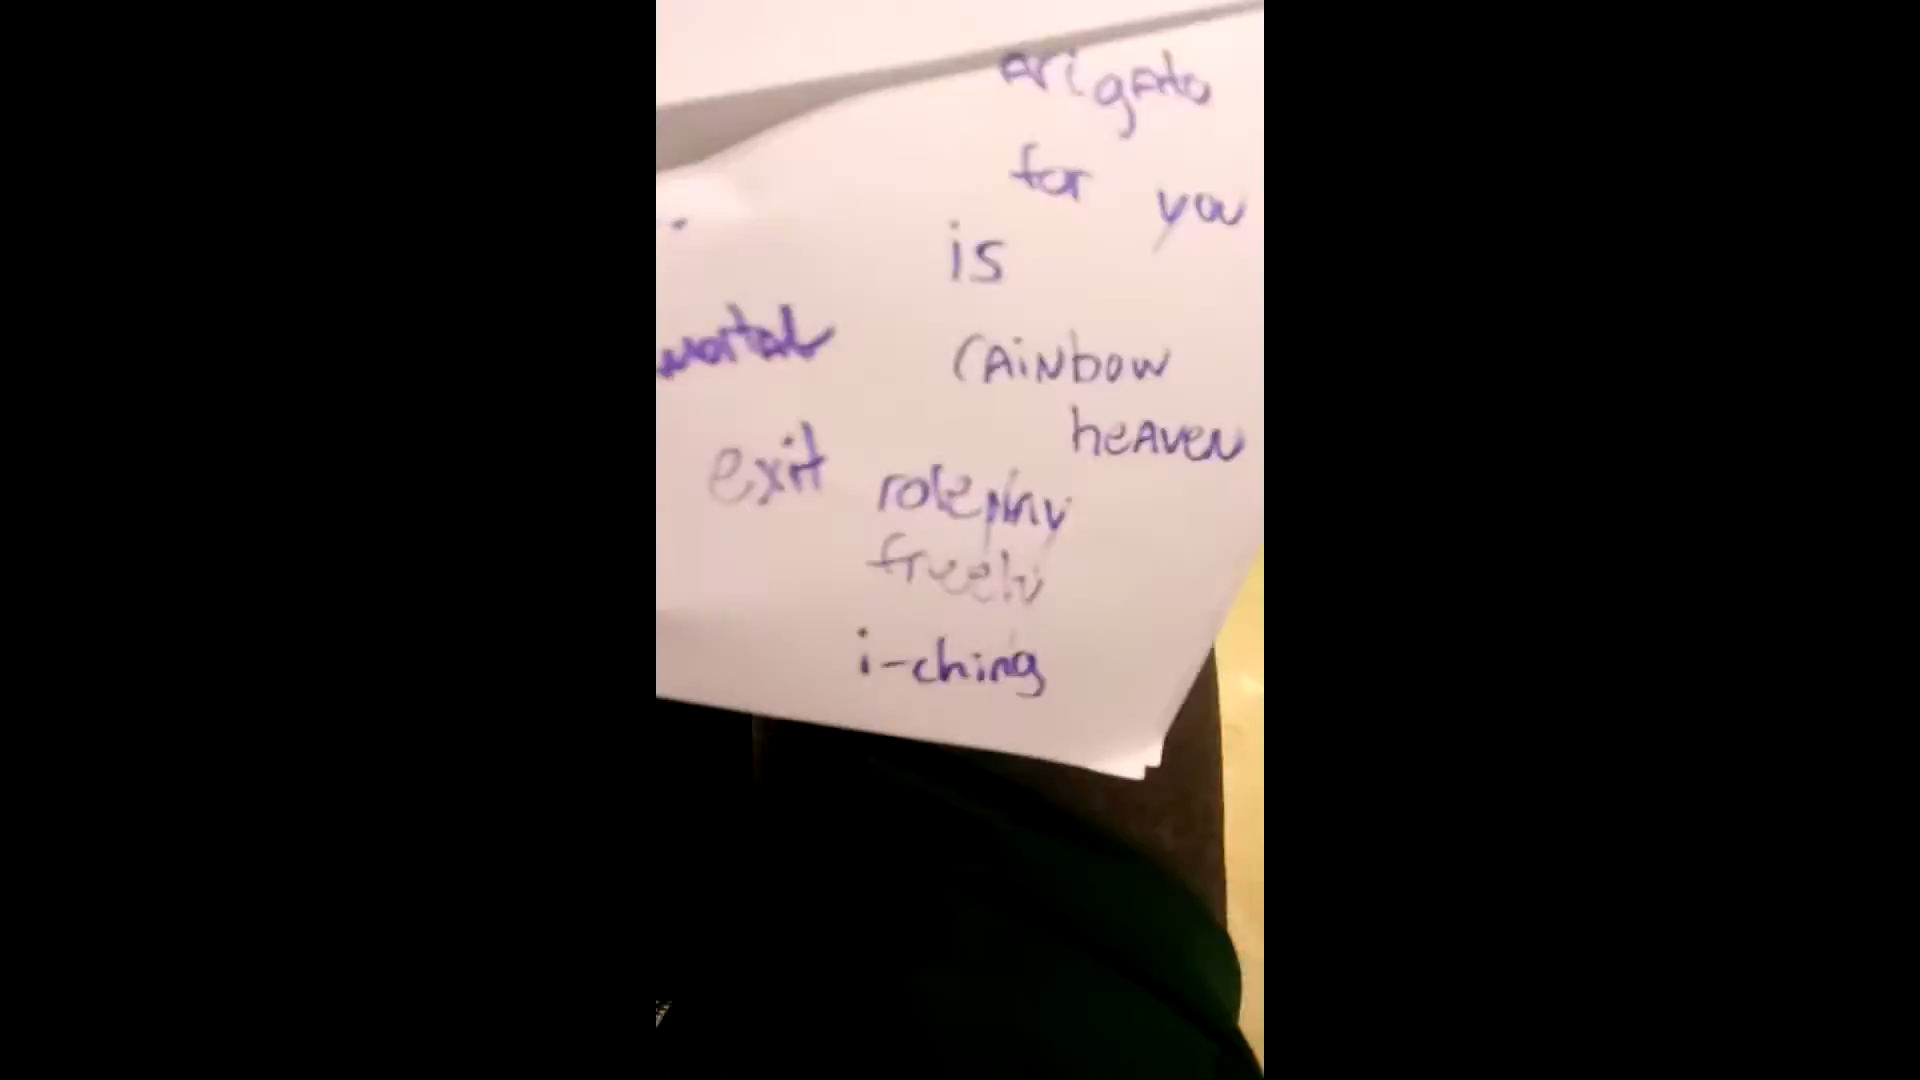 arigato
for you
is
rainbow
heaven
exit
roleplay
freely
i-ching